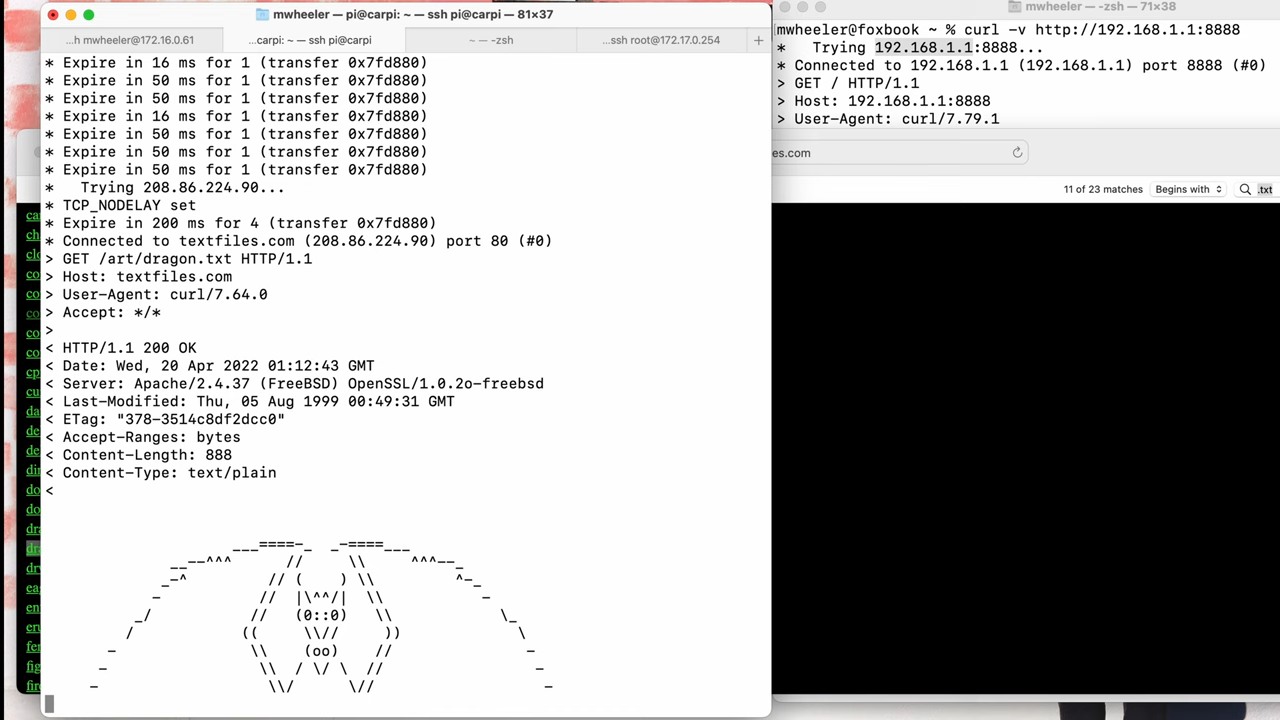 mwheeler — pi@carpi: ~ — ssh pi@carpi — 81×37
...n mwheeler@172.16.0.61
...carpi: ~ — ssh pi@carpi
~ — -zsh
...ssh root@172.17.0.254
+
* Expire in 16 ms for 1 (transfer 0x7fd880)
* Expire in 50 ms for 1 (transfer 0x7fd880)
* Expire in 50 ms for 1 (transfer 0x7fd880)
* Expire in 16 ms for 1 (transfer 0x7fd880)
* Expire in 50 ms for 1 (transfer 0x7fd880)
* Expire in 50 ms for 1 (transfer 0x7fd880)
* Expire in 50 ms for 1 (transfer 0x7fd880)
*   Trying 208.86.224.90...
* TCP_NODELAY set
* Expire in 200 ms for 4 (transfer 0x7fd880)
* Connected to textfiles.com (208.86.224.90) port 80 (#0)
> GET /art/dragon.txt HTTP/1.1
> Host: textfiles.com
> User-Agent: curl/7.64.0
> Accept: */*
>
< HTTP/1.1 200 OK
< Date: Wed, 20 Apr 2022 01:12:43 GMT
< Server: Apache/2.4.37 (FreeBSD) OpenSSL/1.0.2o-freebsd
< Last-Modified: Thu, 05 Aug 1999 00:49:31 GMT
< ETag: "378-3514c8df2dcc0"
< Accept-Ranges: bytes
< Content-Length: 888
< Content-Type: text/plain
<
                     ___====-_  _-====___
              __--^^^      //     \\     ^^^--_
             _-^          // (    ) \\         ^-_
            -           //  |\^^/|  \\           -
          _/           //   (0::0)   \\            \_
         /            ((     \\//     ))             \
       -               \\    (oo)    //               -
      -                 \\  / \/ \  //                 -
     -                   \\/      \//                   -
mwheeler — -zsh — 71×38
mwheeler@foxbook ~ % curl -v http://192.168.1.1:8888
*   Trying 192.168.1.1:8888...
* Connected to 192.168.1.1 (192.168.1.1) port 8888 (#0)
> GET / HTTP/1.1
> Host: 192.168.1.1:8888
> User-Agent: curl/7.79.1
es.com
11 of 23 matches
Begins with
.txt